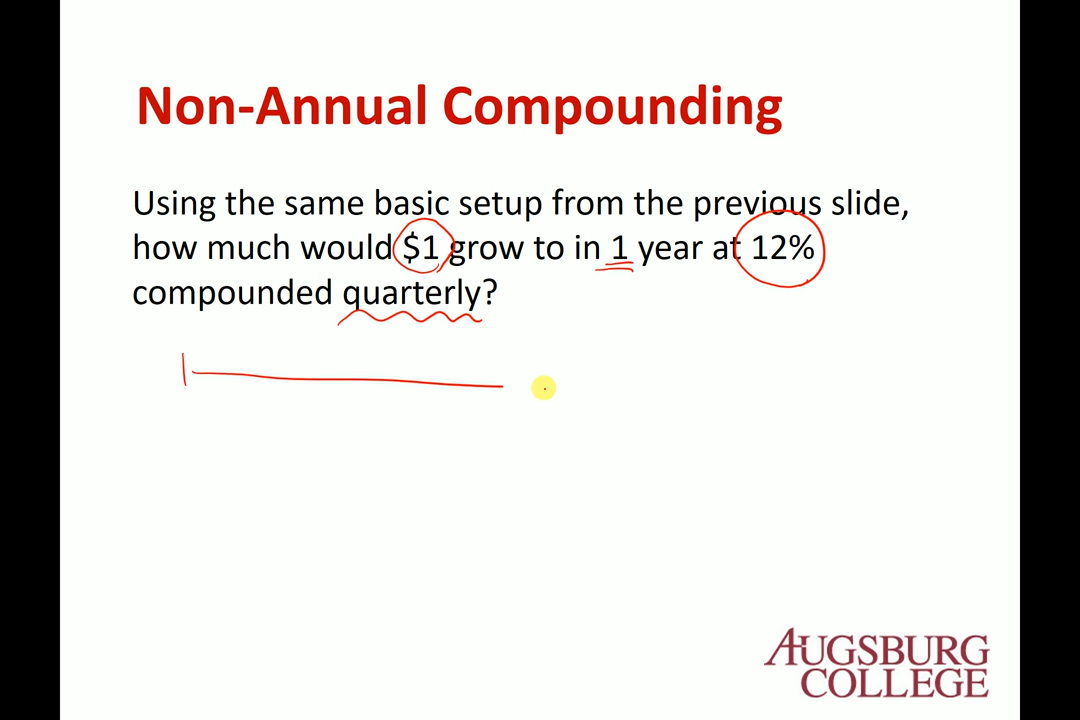 Non-Annual Compounding
Using the same basic setup from the previous slide,
how much would $1 grow to in 1 year at 12%
compounded quarterly?
AUGSBURG
COLLEGE